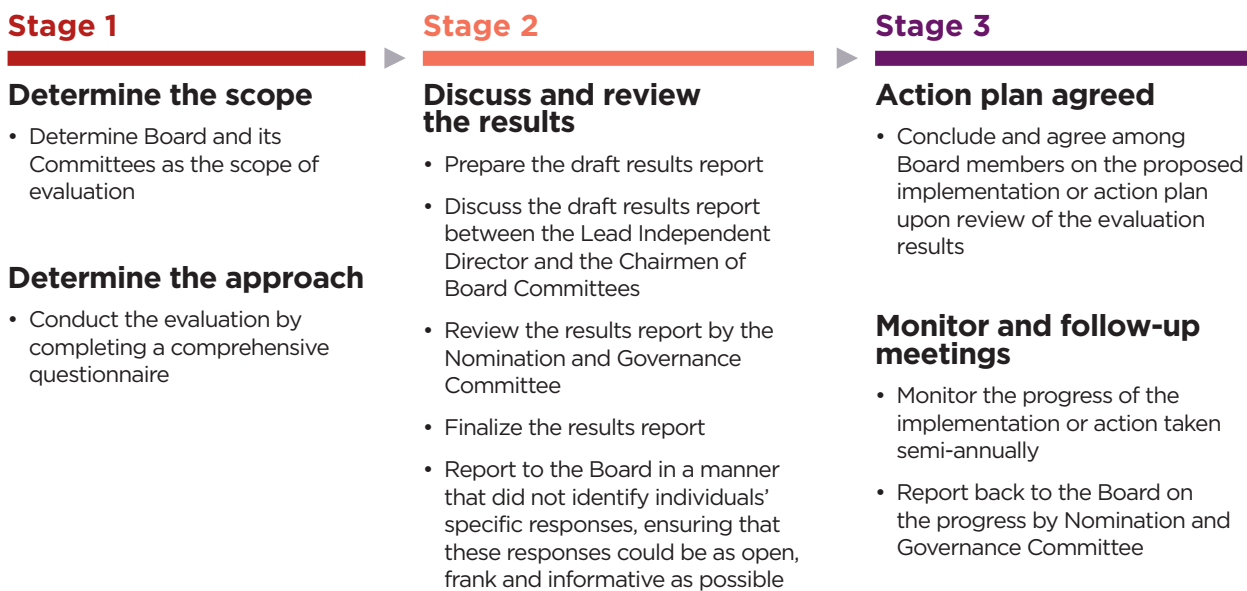 Stage 1
Determine the scope
• Determine Board and its
Committees as the scope of
evaluation
Determine the approach
• Conduct the evaluation by
completing a comprehensive
questionnaire
Stage 2
Discuss and review
the results
• Prepare the draft results report
• Discuss the draft results report
between the Lead Independent
Director and the Chairmen of
Board Committees
• Review the results report by the
Nomination and Governance
Committee
• Finalize the results report
• Report to the Board in a manner
that did not identify individuals’
specific responses, ensuring that
these responses could be as open,
frank and informative as possible
Stage 3
Action plan agreed
• Conclude and agree among
Board members on the proposed
implementation or action plan
upon review of the evaluation
results
Monitor and follow-up
meetings
• Monitor the progress of the
implementation or action taken
semi-annually
• Report back to the Board on
the progress by Nomination and
Governance Committee